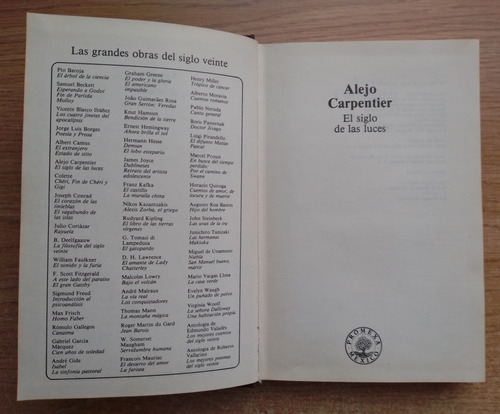 Las grandes obras del siglo veinte
Pío Baroja
El árbol de la ciencia
Samuel Beckett
Esperando a Godot
Fin de Partida
Molloy
Vicente Blasco Ibáñez
Los cuatro jinetes del
apocalipsis
Jorge Luis Borges
Poesía y Prosa
Albert Camus
El extranjero
Estado de sitio
Alejo Carpentier
El siglo de las luces
Colette
Chéri, Fin de Chéri y
Gigi
Joseph Conrad
El corazón de las
tinieblas
El vagabundo de
las islas
Julio Cortázar
Rayuela
B. Deelfgaauw
La filosofía del siglo
veinte
William Faulkner
El sonido y la furia
F. Scott Fitzgerald
A este lado del paraíso
El gran Gatsby
Sigmund Freud
Introducción al
psicoanálisis
Max Frisch
Homo Faber
Rómulo Gallegos
Canaima
Gabriel García
Márquez
Cien años de soledad
André Gide
Isabel
La sinfonía pastoral
Graham Greene
El poder y la gloria
El americano
impasible
João Guimarães Rosa
Gran Sertón: Veredas
Knut Hamsun
Bendición de la tierra
Ernest Hemingway
Ahora brilla el sol
Hermann Hesse
Demian
El lobo estepario
James Joyce
Dublineses
Retrato del artista
adolescente
Franz Kafka
El castillo
La muralla china
Nikos Kazantzakis
Alexis Zorba, el griego
Rudyard Kipling
El libro de las tierras
vírgenes
G. Tomasi di
Lampedusa
El gatopardo
D. H. Lawrence
El amante de Lady
Chatterley
Malcolm Lowry
Bajo el volcán
André Malraux
La vía real
Los conquistadores
Thomas Mann
La montaña mágica
Roger Martin du Gard
Jean Barois
W. Somerset
Maugham
Servidumbre humana
Francois Mauriac
El desierto del amor
La farisea
Henry Miller
Trópico de cáncer
Alberto Moravia
Cuentos romanos
Pablo Neruda
Canto general
Boris Pasternak
Doctor Jivago
Luigi Pirandello
El difunto Matías
Pascal
Marcel Proust
En busca del tiempo
perdido:
Por el camino de
Swann
Horacio Quiroga
Cuentos de amor, de
locura y de muerte
Augusto Roa Bastos
Hijo del hombre
John Steinbeck
Las uvas de la ira
Junichiro Tanizaki
Las hermanas
Makioka
Miguel de Unamuno
Niebla
San Manuel bueno,
mártir
Mario Vargas Llosa
La casa verde
Evelyn Waugh
Un puñado de polvo
Virginia Woolf
La señora Dalloway
Una habitación propia
Antología de
Edmundo Valadés
Los mejores cuentos
del siglo veinte
Antología de Roberto
Vallarino
Los mejores poemas
del siglo veinte
Alejo
Carpentier
El siglo
de las luces
PROMEXA
MEXICO